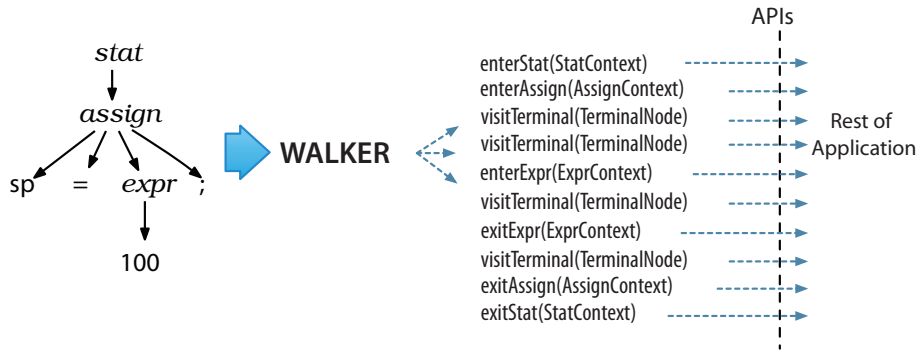 stat
assign
sp = expr ;
100
WALKER
APIs
enterStat(StatContext)
enterAssign(AssignContext)
visitTerminal(TerminalNode)
visitTerminal(TerminalNode)
enterExpr(ExprContext)
visitTerminal(TerminalNode)
exitExpr(ExprContext)
visitTerminal(TerminalNode)
exitAssign(AssignContext)
exitStat(StatContext)
Rest of
Application